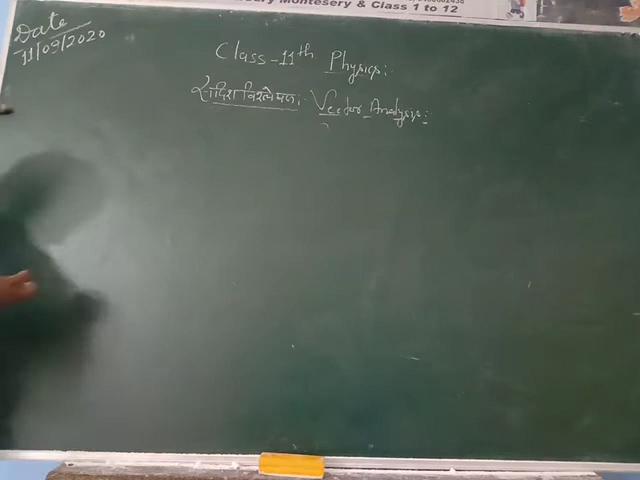 Montesery & Class 1 to 12
Date
11/09/2020
Class-11th Physics:
सदिश विश्लेषण: Vector Analysis: